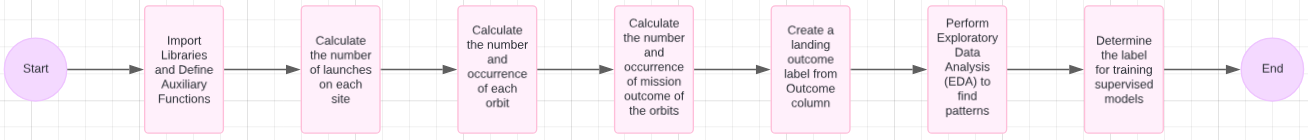 Start
Import
Libraries
and Define
Auxiliary
Functions
Calculate
the number
of launches
on each
site
Calculate
the number
and
occurrence
of each
orbit
Calculate
the number
and
occurrence
of mission
outcome of
the orbits
Create a
landing
outcome
label from
Outcome
column
Perform
Exploratory
Data
Analysis
(EDA) to
find
patterns
Determine
the label
for training
supervised
models
End